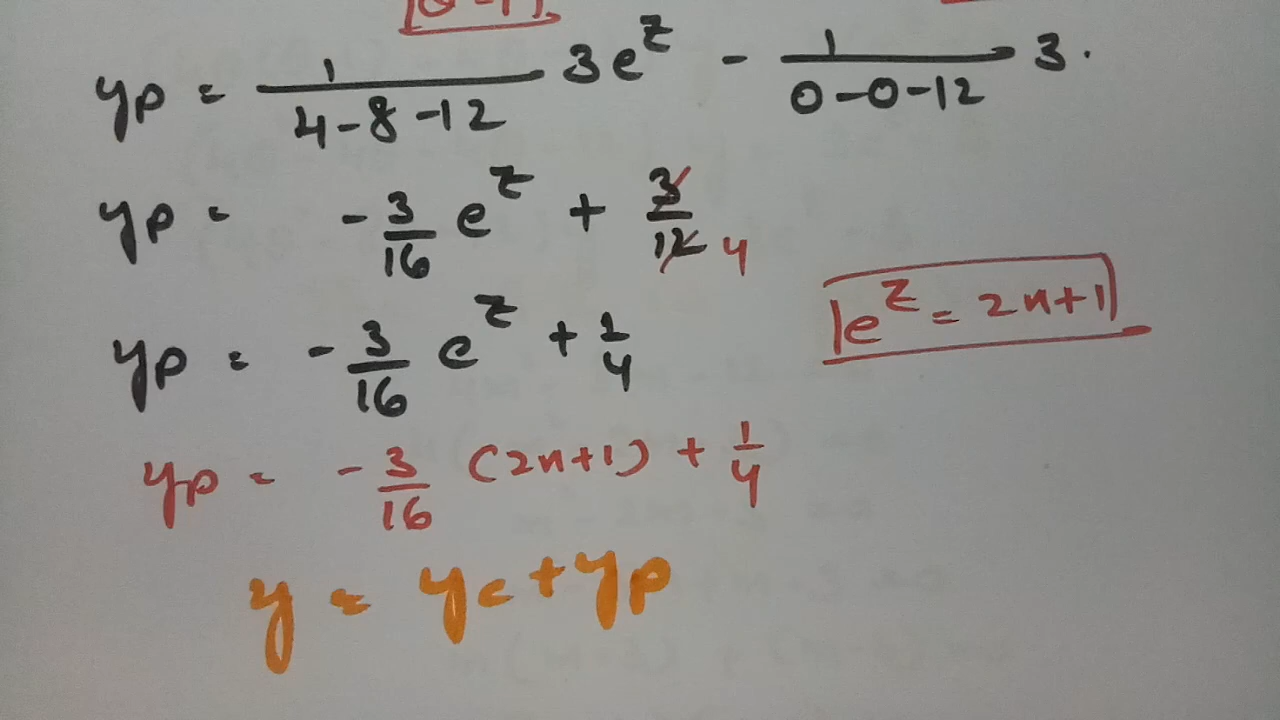 yp = 1/(4-8-12) 3e^z - 1/(0-0-12) 3.
yp = -3/16 e^z + 3/12 4
e^z = 2x+1
yp = -3/16 e^z + 1/4
yp = -3/16 (2x+1) + 1/4
y = yc + yp